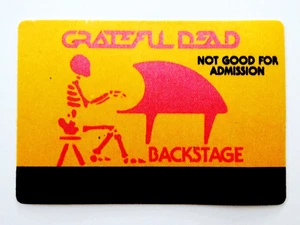 GRATEFUL DEAD
NOT GOOD FOR
ADMISSION
BACKSTAGE